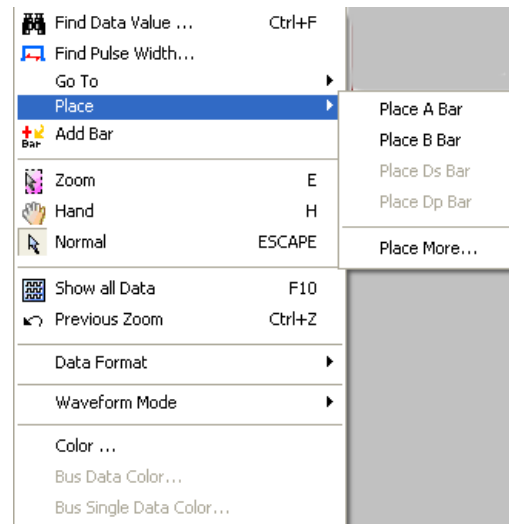 Find Data Value ... Ctrl+F
Find Pulse Width...
Go To
Place
Bar Add Bar
Zoom E
Hand H
Normal ESCAPE
Show all Data F10
Previous Zoom Ctrl+Z
Data Format
Waveform Mode
Color ...
Bus Data Color...
Bus Single Data Color...
Place A Bar
Place B Bar
Place Ds Bar
Place Dp Bar
Place More...